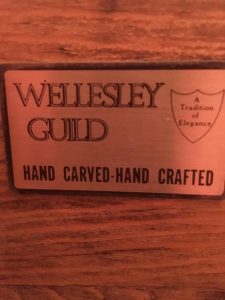 WELLESLEY
GUILD
A
Tradition
of
Elegance
HAND CARVED-HAND CRAFTED